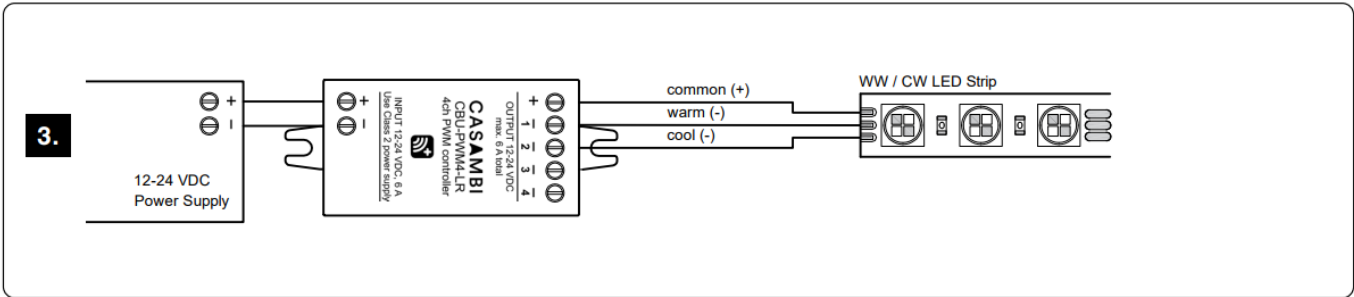 3.
12-24 VDC
Power Supply
+
-
+
-
INPUT 12-24 VDC, 6 A
Use Class 2 power supply
CASAMBI
CBU-PWM4-LR
4ch PWM controller
OUTPUT 12-24 VDC
max. 6 A total
+
1 -
2 -
3 -
4 -
common (+)
warm (-)
cool (-)
WW / CW LED Strip